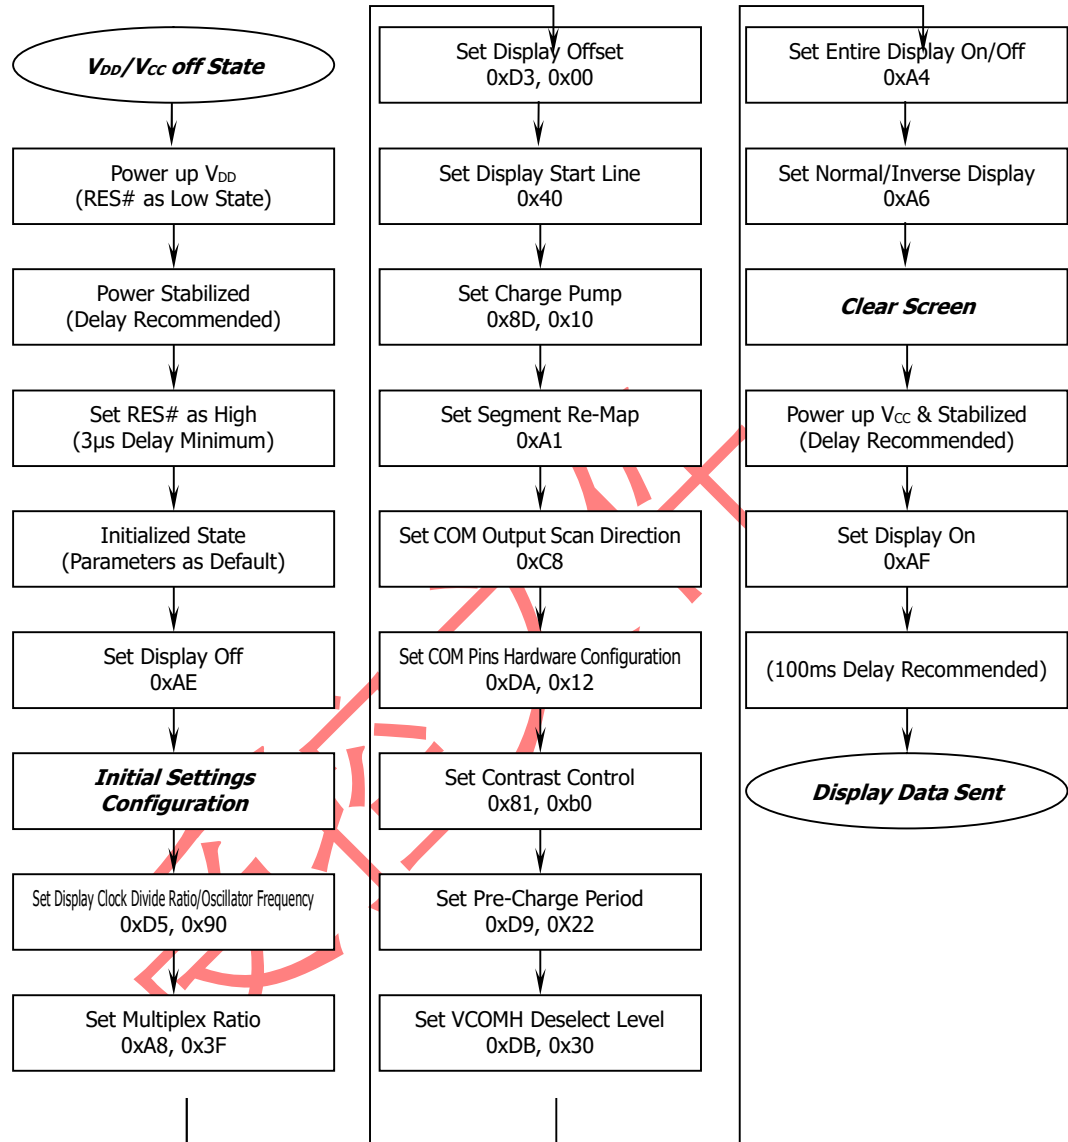 V_DD/V_CC off State
Power up V_DD
(RES# as Low State)
Power Stabilized
(Delay Recommended)
Set RES# as High
(3μs Delay Minimum)
Initialized State
(Parameters as Default)
Set Display Off
0xAE
Initial Settings
Configuration
Set Display Clock Divide Ratio/Oscillator Frequency
0xD5, 0x90
Set Multiplex Ratio
0xA8, 0x3F
Set Display Offset
0xD3, 0x00
Set Display Start Line
0x40
Set Charge Pump
0x8D, 0x10
Set Segment Re-Map
0xA1
Set COM Output Scan Direction
0xC8
Set COM Pins Hardware Configuration
0xDA, 0x12
Set Contrast Control
0x81, 0xb0
Set Pre-Charge Period
0xD9, 0X22
Set VCOMH Deselect Level
0xDB, 0x30
Set Entire Display On/Off
0xA4
Set Normal/Inverse Display
0xA6
Clear Screen
Power up V_CC & Stabilized
(Delay Recommended)
Set Display On
0xAF
(100ms Delay Recommended)
Display Data Sent